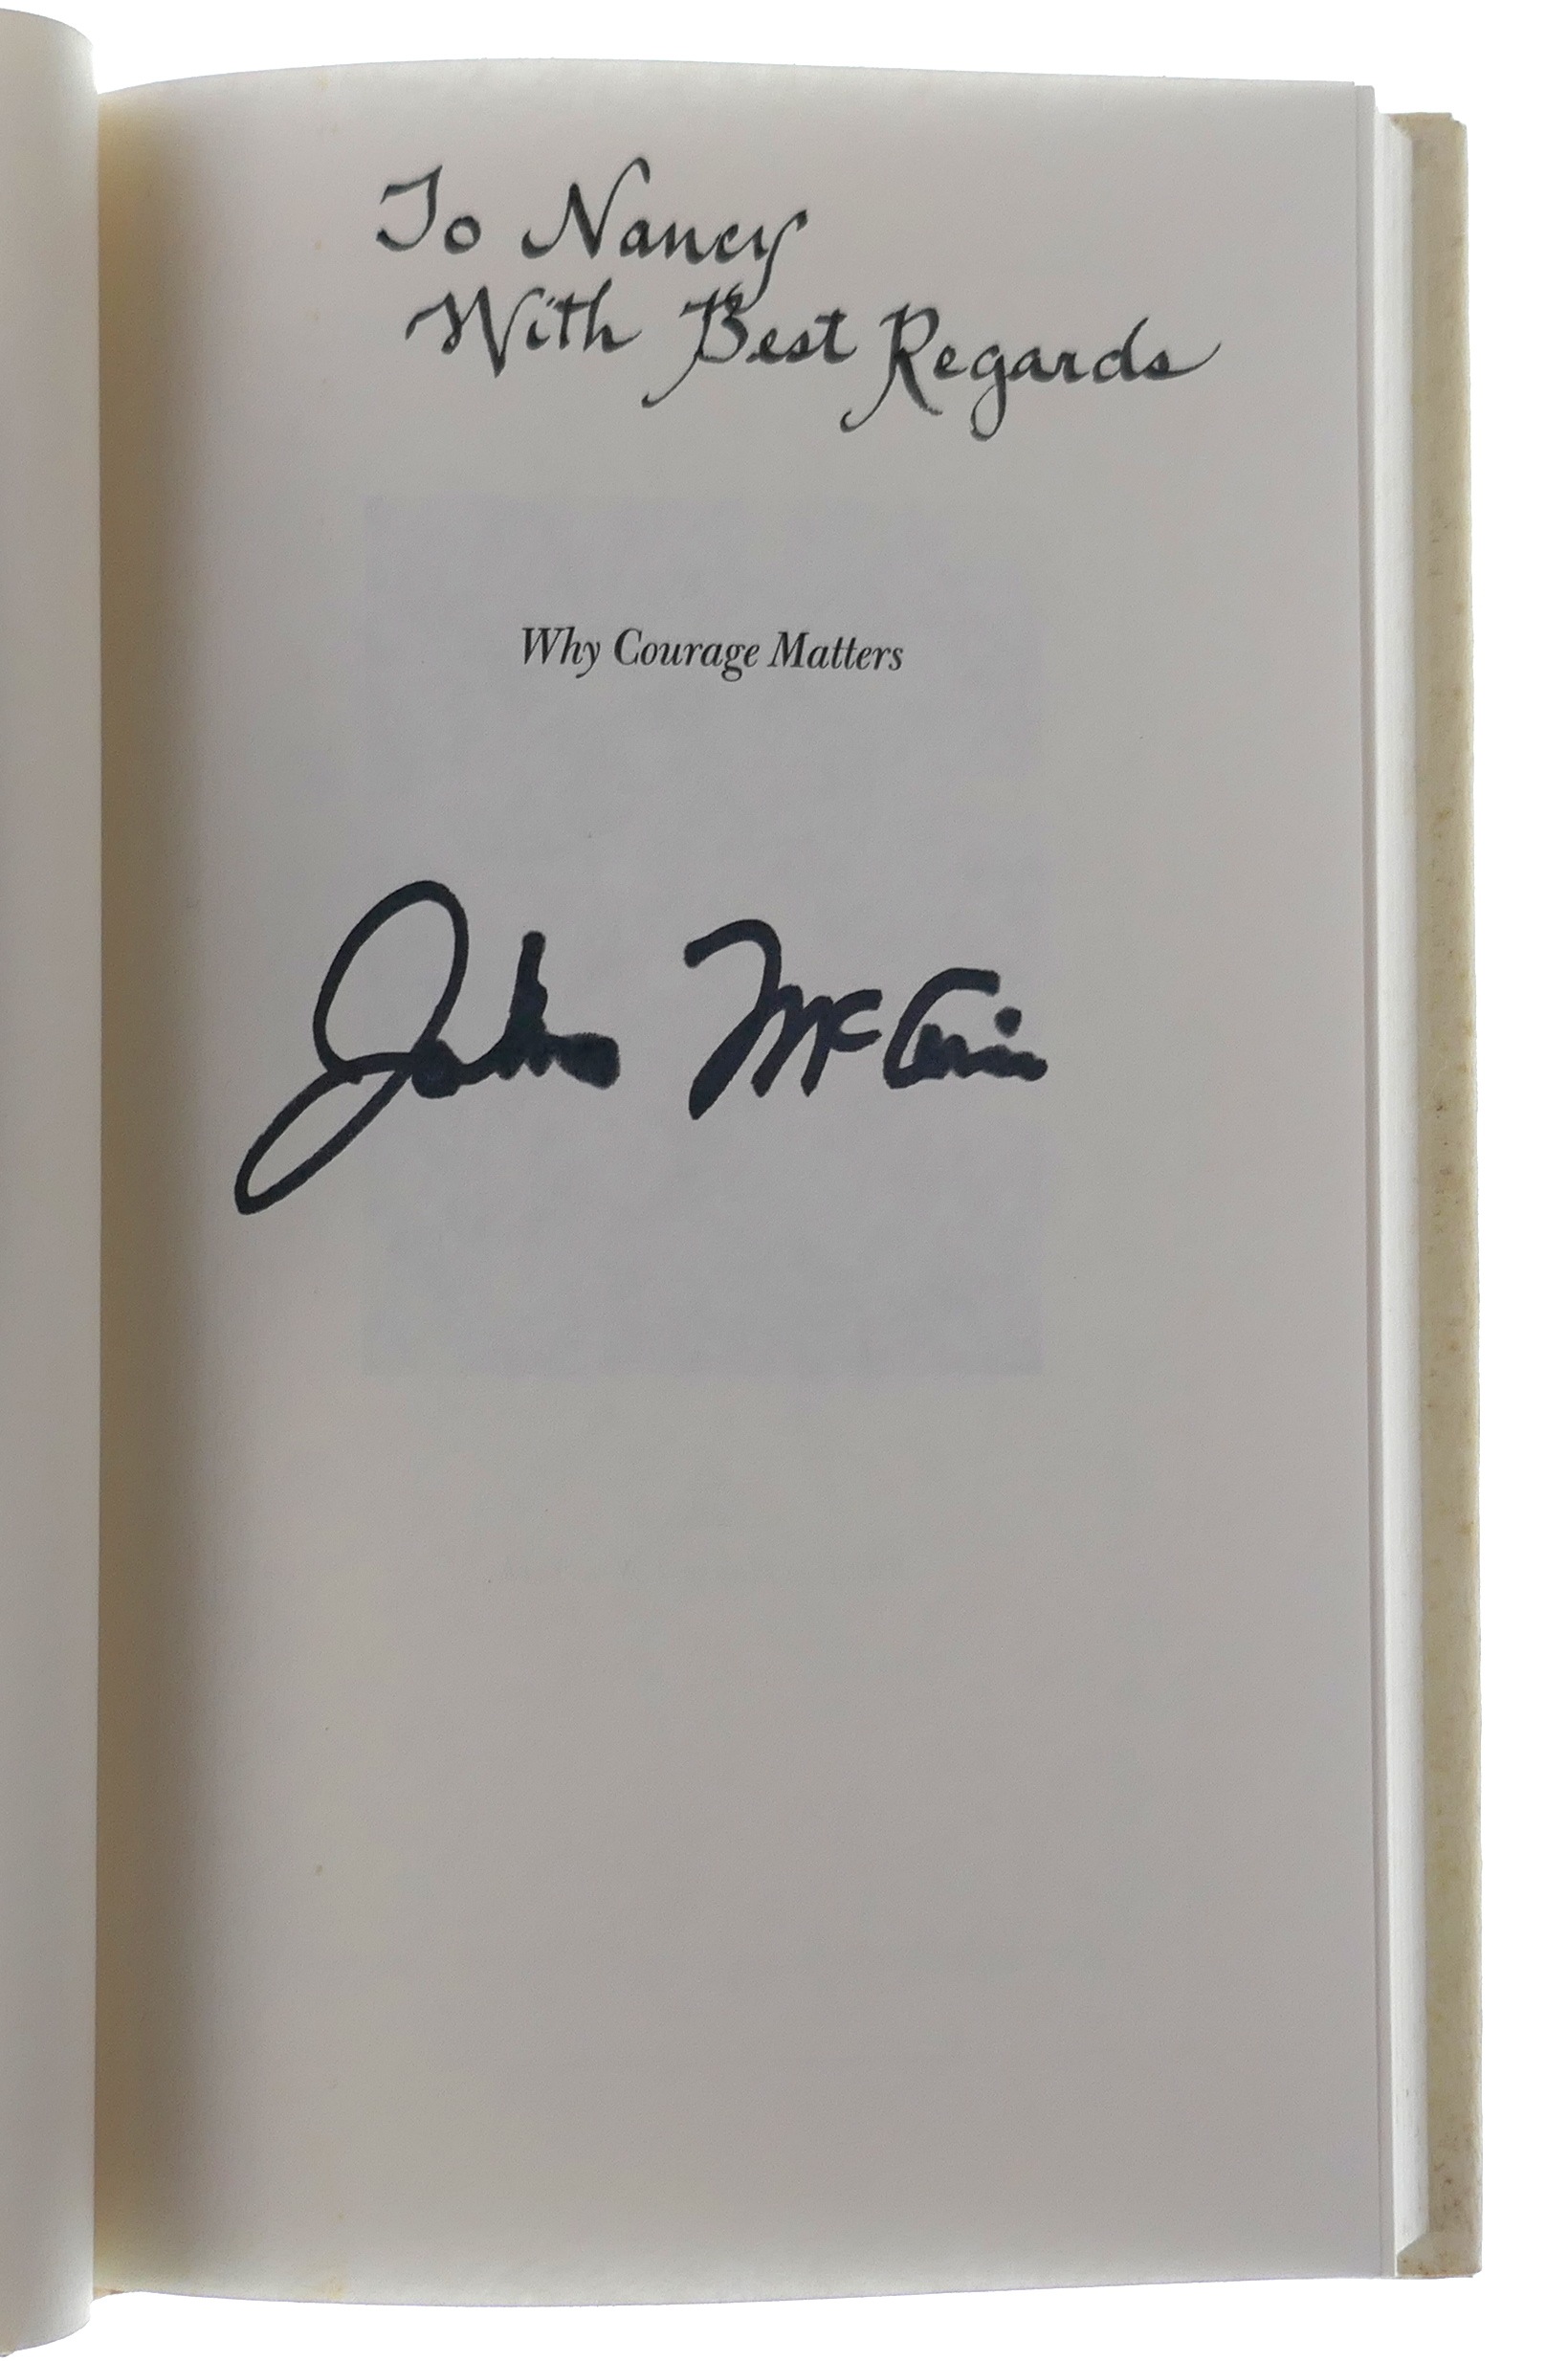 To Nancy
With Best Regards
Why Courage Matters
John McCain